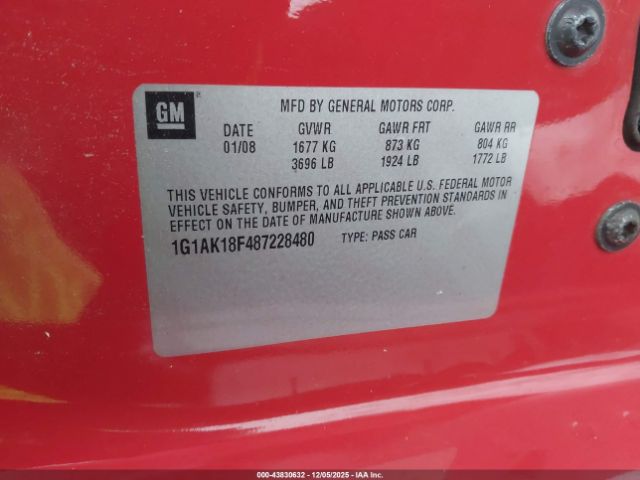 GM
MFD BY GENERAL MOTORS CORP.
DATE GVWR GAWR FRT GAWR RR
01/08 1677 KG 873 KG 804 KG
3696 LB 1924 LB 1772 LB
THIS VEHICLE CONFORMS TO ALL APPLICABLE U.S. FEDERAL MOTOR
VEHICLE SAFETY, BUMPER, AND THEFT PREVENTION STANDARDS IN
EFFECT ON THE DATE OF MANUFACTURE SHOWN ABOVE.
1G1AK18F487228480 TYPE: PASS CAR
000-43830632 - 12/05/2025 - IAA Inc.